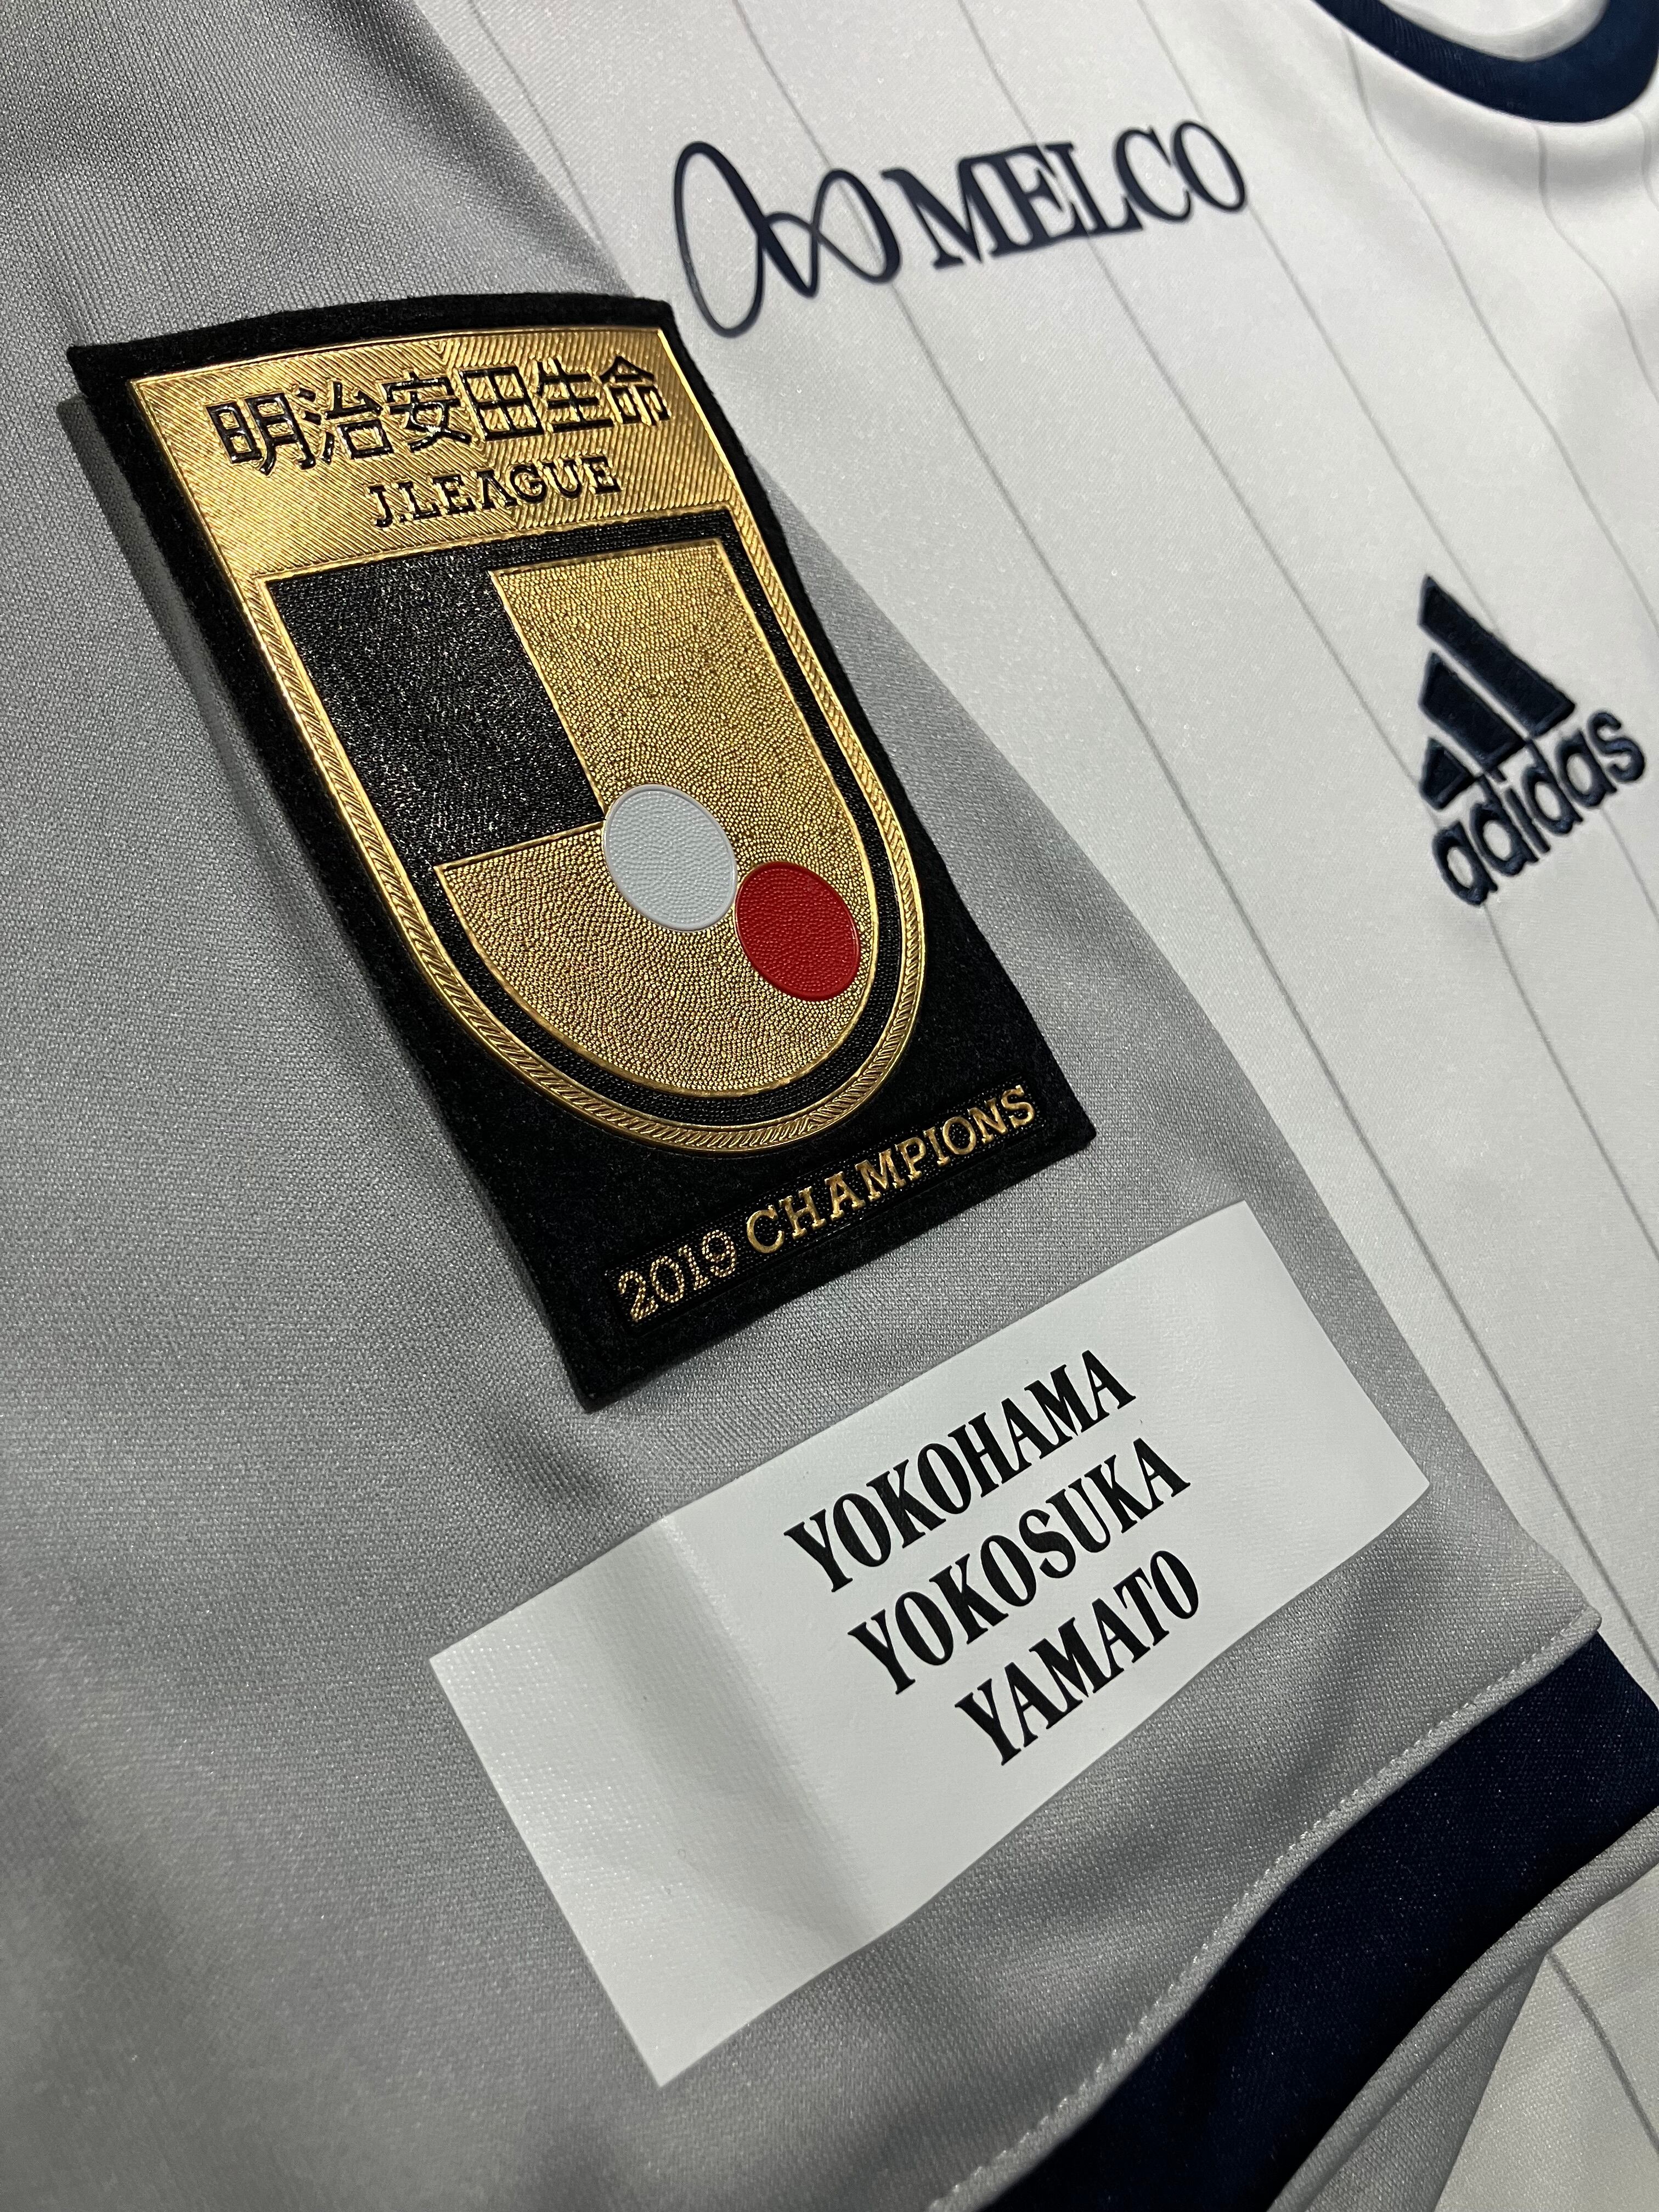 MELCO
明治安田生命
J.LEAGUE
adidas
2019 CHAMPIONS
YOKOHAMA
YOKOSUKA
YAMATO